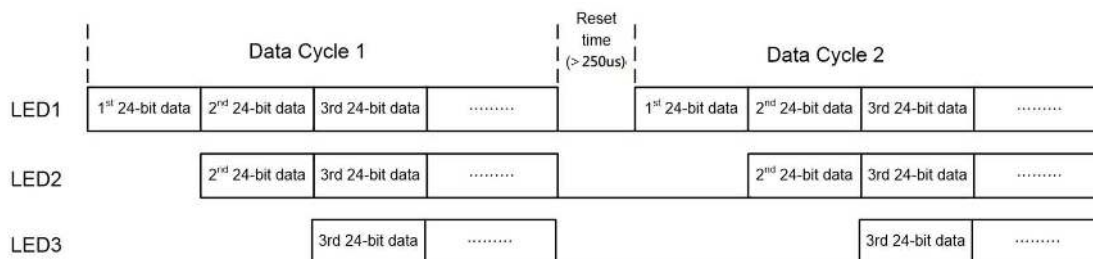 Reset
time
(> 250us)
Data Cycle 1
Data Cycle 2
LED1 1st 24-bit data 2nd 24-bit data 3rd 24-bit data ········· 1st 24-bit data 2nd 24-bit data 3rd 24-bit data ·········
LED2 2nd 24-bit data 3rd 24-bit data ········· 2nd 24-bit data 3rd 24-bit data ·········
LED3 3rd 24-bit data ········· 3rd 24-bit data ·········